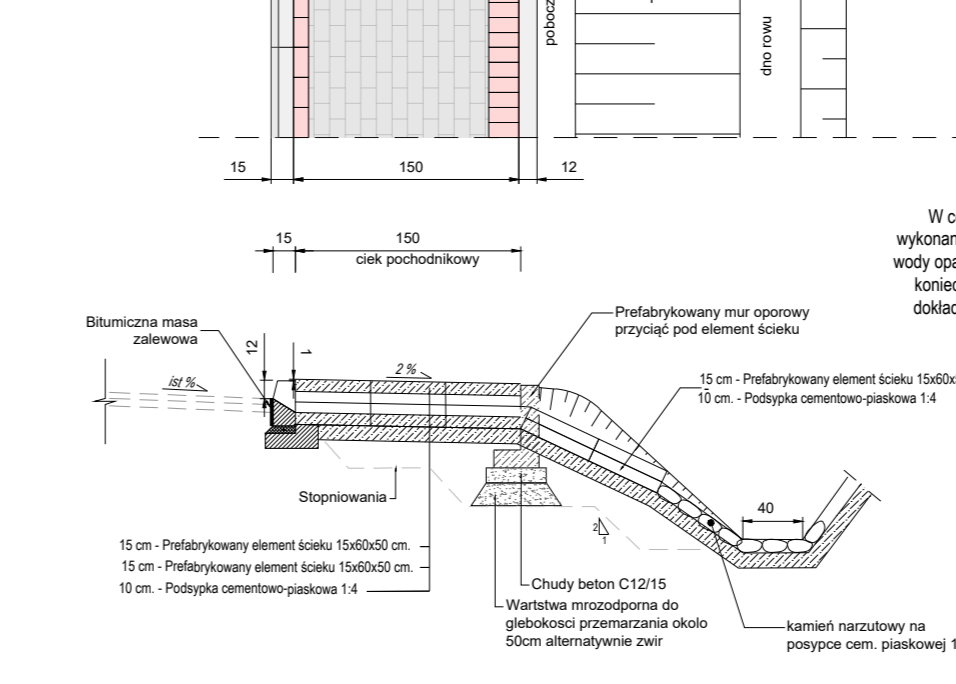 pobocz
dno rowu
15
150
12
15
150
ciek pochodnikowy
W c
wykonan
wody opa
koniec
dokład
Prefabrykowany mur oporowy
przyciąć pod element ścieku
Bitumiczna masa
zalewowa
12
1
ist %
2 %
15 cm - Prefabrykowany element ścieku 15x60x
10 cm. - Podsypka cementowo-piaskowa 1:4
Stopniowania
40
2
1
15 cm - Prefabrykowany element ścieku 15x60x50 cm.
15 cm - Prefabrykowany element ścieku 15x60x50 cm.
10 cm. - Podsypka cementowo-piaskowa 1:4
Chudy beton C12/15
Wartstwa mrozodporna do
glebokosci przemarzania okolo
50cm alternatywnie zwir
kamień narzutowy na
posypce cem. piaskowej 1